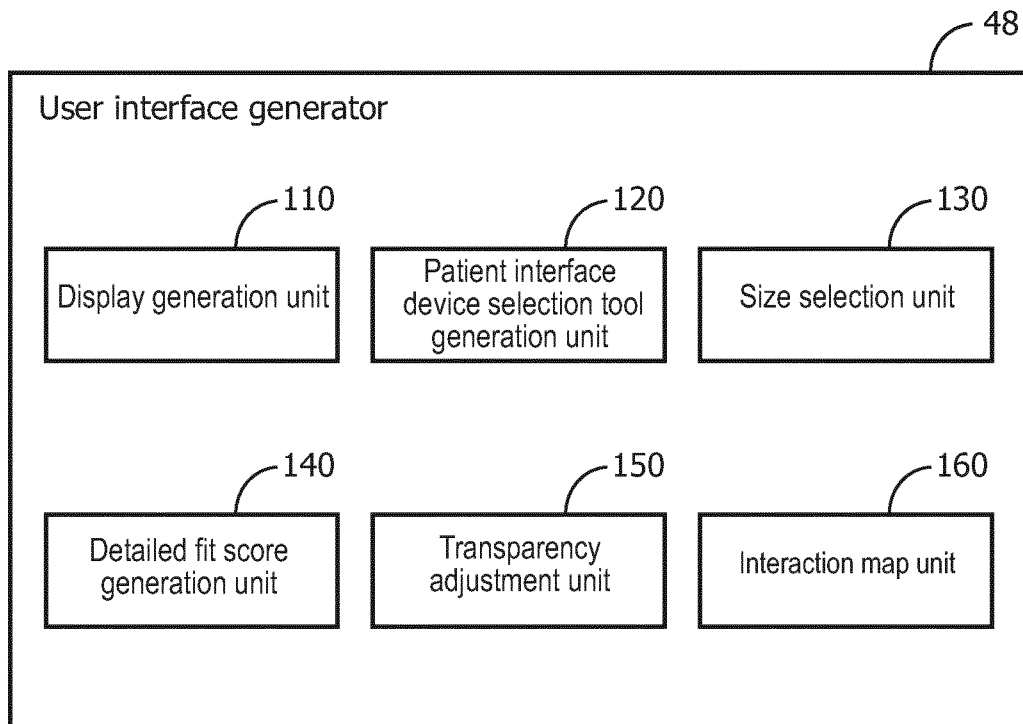 48
User interface generator
110
120
130
Display generation unit
Patient interface
device selection tool
generation unit
Size selection unit
140
150
160
Detailed fit score
generation unit
Transparency
adjustment unit
Interaction map unit